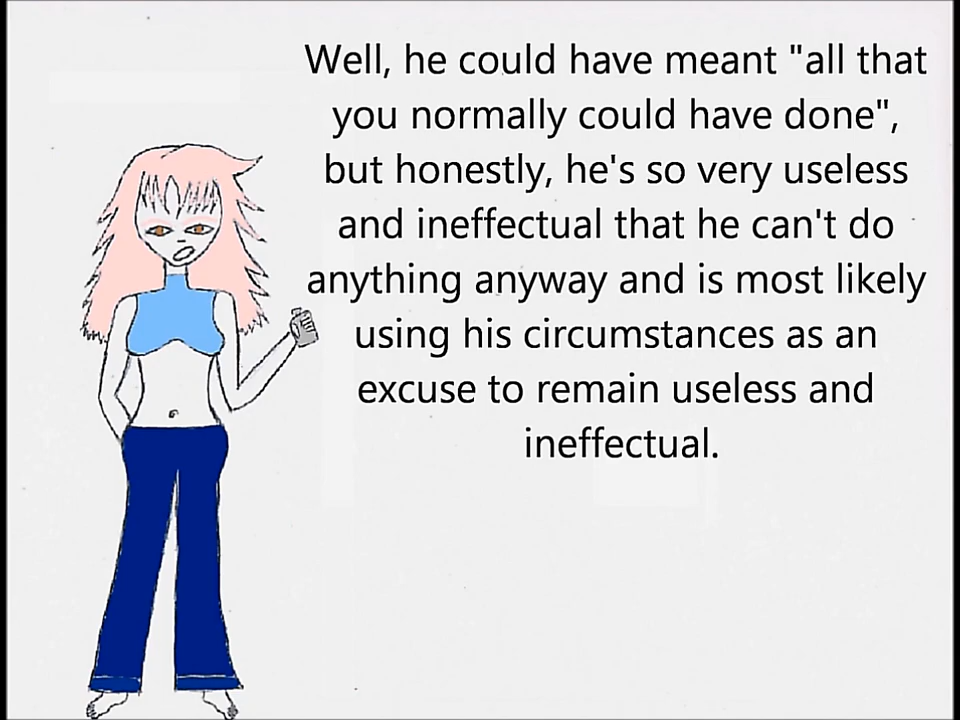 Well, he could have meant "all that
you normally could have done",
but honestly, he's so very useless
and ineffectual that he can't do
anything anyway and is most likely
using his circumstances as an
excuse to remain useless and
ineffectual.